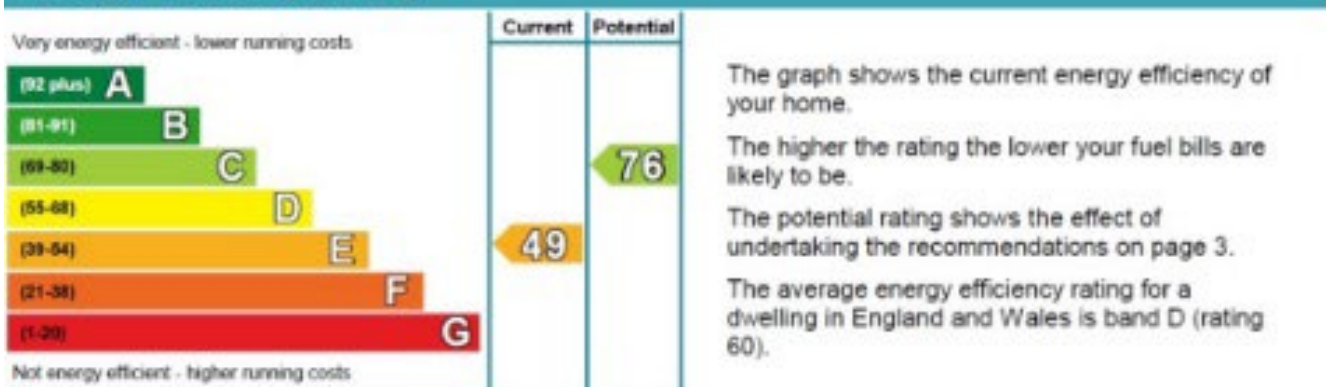 Current Potential
Very energy efficient - lower running costs
(92 plus) A
(81-91) B
(69-80) C
76
(55-68) D
(39-54) E
49
(21-38) F
(1-20) G
Not energy efficient - higher running costs
The graph shows the current energy efficiency of
your home.
The higher the rating the lower your fuel bills are
likely to be.
The potential rating shows the effect of
undertaking the recommendations on page 3.
The average energy efficiency rating for a
dwelling in England and Wales is band D (rating
60).